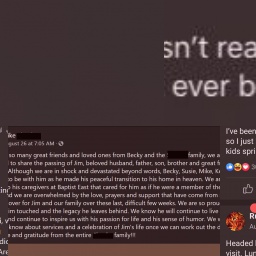 sn't rea
ever b
ke
gust 26 at 7:05 AM
so many great friends and loved ones from Becky and the family, we a
to share the passing of Jim, beloved husband, father, son, brother and great fr
Although we are in shock and devastated beyond words, Becky, Susie, Mike, K
to be with him as he made his peaceful transition to his home in heaven. We ar
his caregivers at Baptist East that cared for him as if he were a member of the
nd we are overwhelmed by the love, prayers and support that have come from
over for Jim and our family over these last, difficult few weeks. We are so prou
im touched and the legacy he leaves behind. We know he will continue to live
and continue to inspire us with his passion for life and his sense of humor. We w
know about services and a celebration of Jim's life once we can work out the d
and gratitude from the entire family!!!
I've been
so I just
kids spri
Headed
visit. Lun